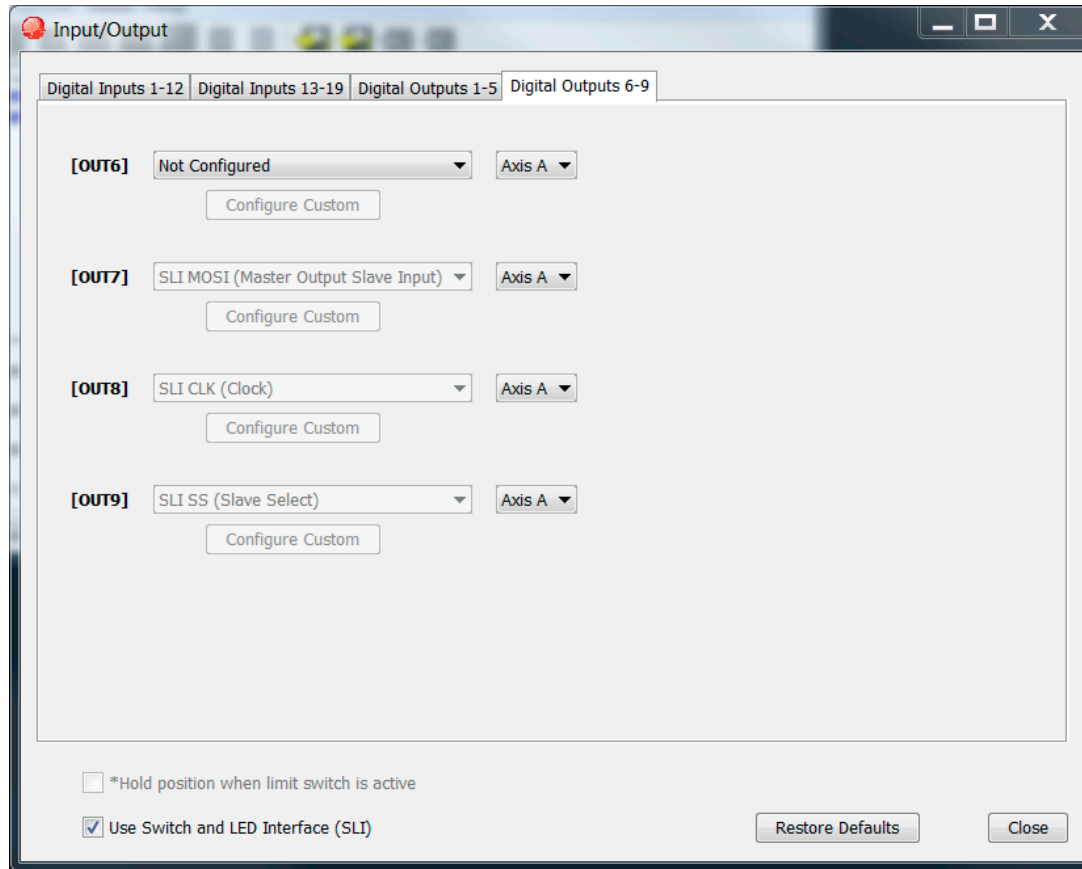 Input/Output
Digital Inputs 1-12 Digital Inputs 13-19 Digital Outputs 1-5 Digital Outputs 6-9
[OUT6] Not Configured Axis A
Configure Custom
[OUT7] SLI MOSI (Master Output Slave Input) Axis A
Configure Custom
[OUT8] SLI CLK (Clock) Axis A
Configure Custom
[OUT9] SLI SS (Slave Select) Axis A
Configure Custom
*Hold position when limit switch is active
Use Switch and LED Interface (SLI) Restore Defaults Close